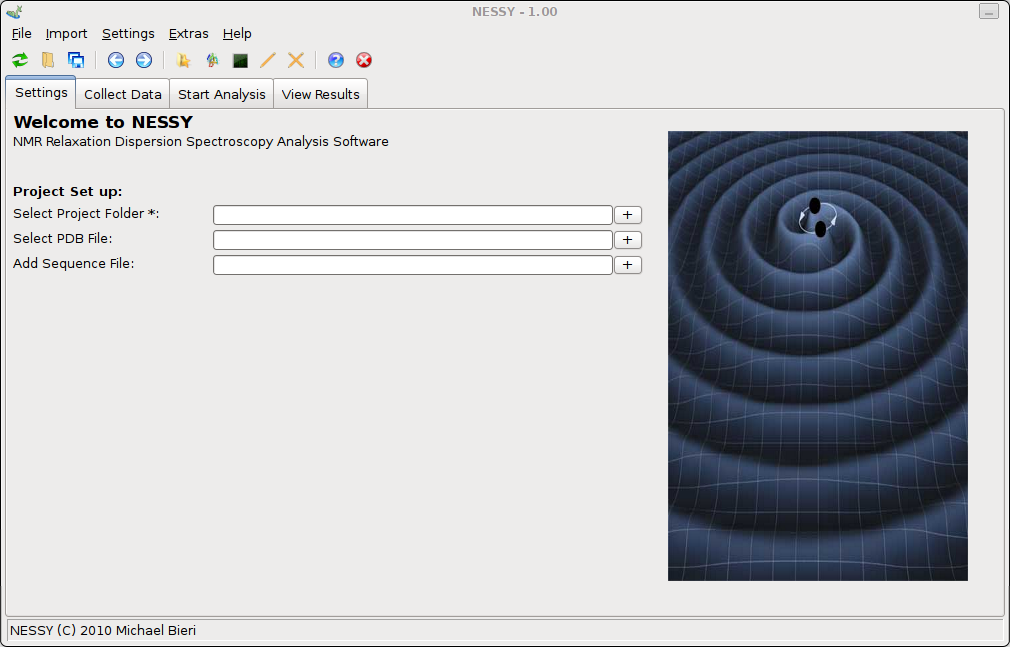 NESSY - 1.00
File Import Settings Extras Help
Settings Collect Data Start Analysis View Results
Welcome to NESSY
NMR Relaxation Dispersion Spectroscopy Analysis Software
Project Set up:
Select Project Folder *: +
Select PDB File: +
Add Sequence File: +
NESSY (C) 2010 Michael Bieri